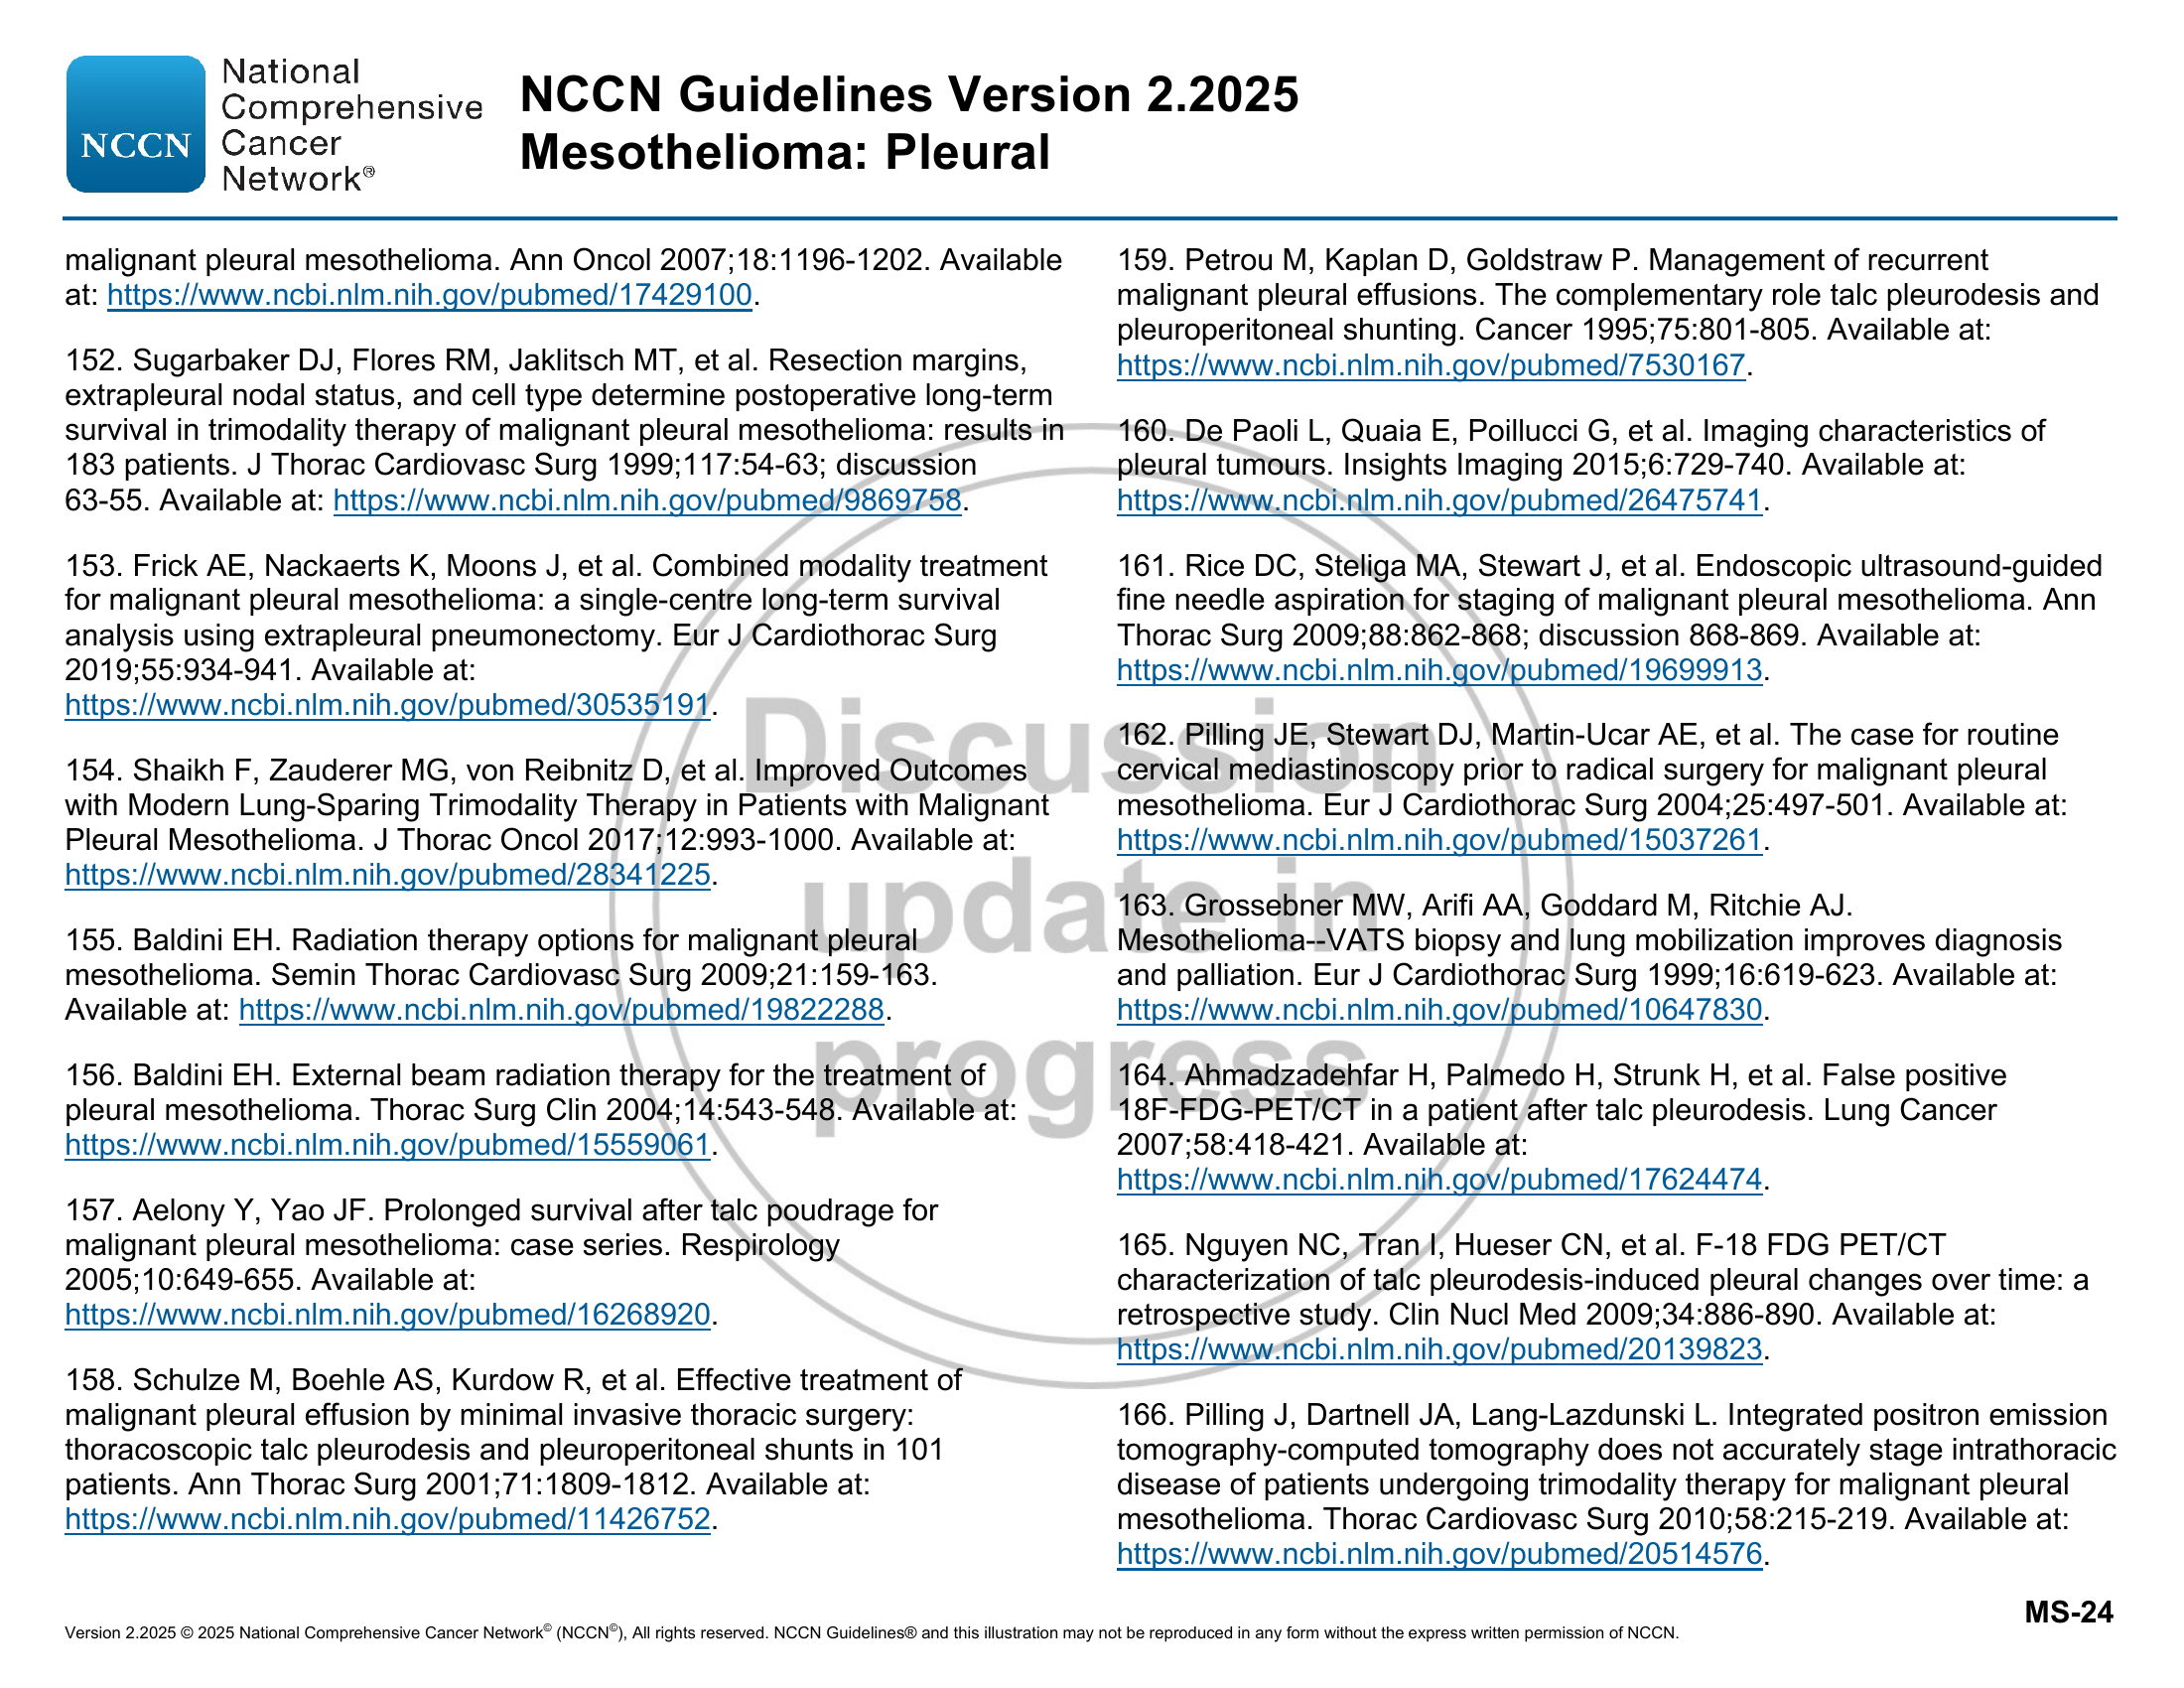 NCCN
National
Comprehensive
Cancer
Network®
NCCN Guidelines Version 2.2025
Mesothelioma: Pleural
malignant pleural mesothelioma. Ann Oncol 2007;18:1196-1202. Available
at: https://www.ncbi.nlm.nih.gov/pubmed/17429100.
152. Sugarbaker DJ, Flores RM, Jaklitsch MT, et al. Resection margins,
extrapleural nodal status, and cell type determine postoperative long-term
survival in trimodality therapy of malignant pleural mesothelioma: results in
183 patients. J Thorac Cardiovasc Surg 1999;117:54-63; discussion
63-55. Available at: https://www.ncbi.nlm.nih.gov/pubmed/9869758.
153. Frick AE, Nackaerts K, Moons J, et al. Combined modality treatment
for malignant pleural mesothelioma: a single-centre long-term survival
analysis using extrapleural pneumonectomy. Eur J Cardiothorac Surg
2019;55:934-941. Available at:
https://www.ncbi.nlm.nih.gov/pubmed/30535191.
154. Shaikh F, Zauderer MG, von Reibnitz D, et al. Improved Outcomes
with Modern Lung-Sparing Trimodality Therapy in Patients with Malignant
Pleural Mesothelioma. J Thorac Oncol 2017;12:993-1000. Available at:
https://www.ncbi.nlm.nih.gov/pubmed/28341225.
155. Baldini EH. Radiation therapy options for malignant pleural
mesothelioma. Semin Thorac Cardiovasc Surg 2009;21:159-163.
Available at: https://www.ncbi.nlm.nih.gov/pubmed/19822288.
156. Baldini EH. External beam radiation therapy for the treatment of
pleural mesothelioma. Thorac Surg Clin 2004;14:543-548. Available at:
https://www.ncbi.nlm.nih.gov/pubmed/15559061.
157. Aelony Y, Yao JF. Prolonged survival after talc poudrage for
malignant pleural mesothelioma: case series. Respirology
2005;10:649-655. Available at:
https://www.ncbi.nlm.nih.gov/pubmed/16268920.
158. Schulze M, Boehle AS, Kurdow R, et al. Effective treatment of
malignant pleural effusion by minimal invasive thoracic surgery:
thoracoscopic talc pleurodesis and pleuroperitoneal shunts in 101
patients. Ann Thorac Surg 2001;71:1809-1812. Available at:
https://www.ncbi.nlm.nih.gov/pubmed/11426752.
159. Petrou M, Kaplan D, Goldstraw P. Management of recurrent
malignant pleural effusions. The complementary role talc pleurodesis and
pleuroperitoneal shunting. Cancer 1995;75:801-805. Available at:
https://www.ncbi.nlm.nih.gov/pubmed/7530167.
160. De Paoli L, Quaia E, Poillucci G, et al. Imaging characteristics of
pleural tumours. Insights Imaging 2015;6:729-740. Available at:
https://www.ncbi.nlm.nih.gov/pubmed/26475741.
161. Rice DC, Steliga MA, Stewart J, et al. Endoscopic ultrasound-guided
fine needle aspiration for staging of malignant pleural mesothelioma. Ann
Thorac Surg 2009;88:862-868; discussion 868-869. Available at:
https://www.ncbi.nlm.nih.gov/pubmed/19699913.
162. Pilling JE, Stewart DJ, Martin-Ucar AE, et al. The case for routine
cervical mediastinoscopy prior to radical surgery for malignant pleural
mesothelioma. Eur J Cardiothorac Surg 2004;25:497-501. Available at:
https://www.ncbi.nlm.nih.gov/pubmed/15037261.
163. Grossebner MW, Arifi AA, Goddard M, Ritchie AJ.
Mesothelioma--VATS biopsy and lung mobilization improves diagnosis
and palliation. Eur J Cardiothorac Surg 1999;16:619-623. Available at:
https://www.ncbi.nlm.nih.gov/pubmed/10647830.
164. Ahmadzadehfar H, Palmedo H, Strunk H, et al. False positive
18F-FDG-PET/CT in a patient after talc pleurodesis. Lung Cancer
2007;58:418-421. Available at:
https://www.ncbi.nlm.nih.gov/pubmed/17624474.
165. Nguyen NC, Tran I, Hueser CN, et al. F-18 FDG PET/CT
characterization of talc pleurodesis-induced pleural changes over time: a
retrospective study. Clin Nucl Med 2009;34:886-890. Available at:
https://www.ncbi.nlm.nih.gov/pubmed/20139823.
166. Pilling J, Dartnell JA, Lang-Lazdunski L. Integrated positron emission
tomography-computed tomography does not accurately stage intrathoracic
disease of patients undergoing trimodality therapy for malignant pleural
mesothelioma. Thorac Cardiovasc Surg 2010;58:215-219. Available at:
https://www.ncbi.nlm.nih.gov/pubmed/20514576.
Discussion
update in
progress
MS-24
Version 2.2025 © 2025 National Comprehensive Cancer Network© (NCCN©), All rights reserved. NCCN Guidelines® and this illustration may not be reproduced in any form without the express written permission of NCCN.